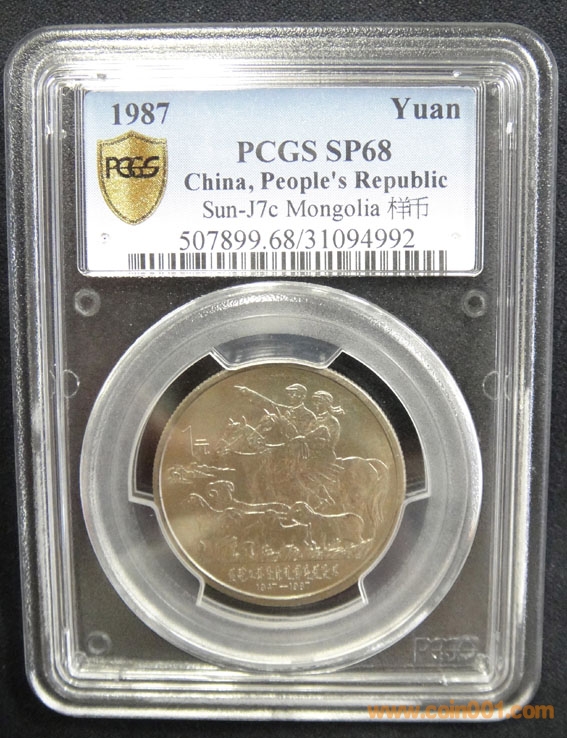 1987 Yuan
PCGS PCGS SP68
China, People's Republic
Sun-J7c Mongolia 样币
507899.68/31094992
1元
1947—1987
PCGS
www.coin001.com